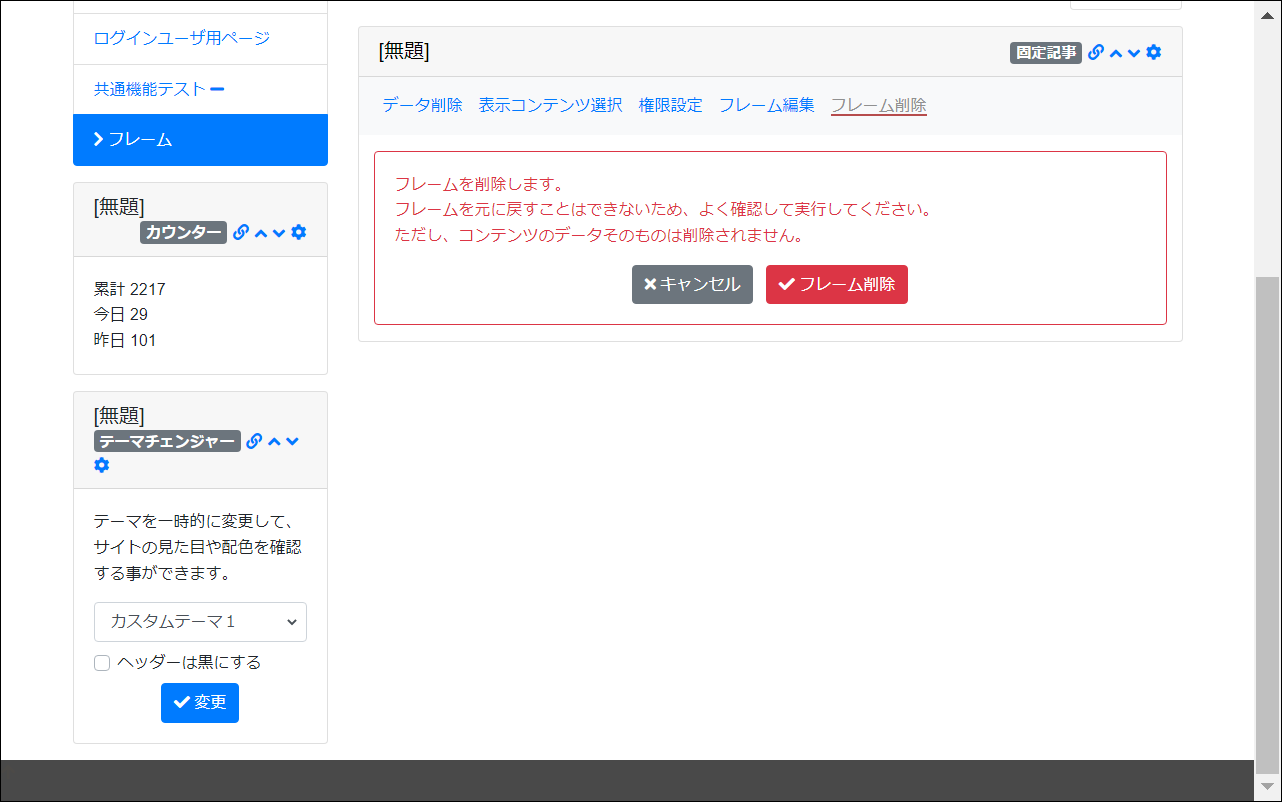 ログインユーザ用ページ
共通機能テスト
フレーム
[無題]
カウンター
累計 2217
今日 29
昨日 101
[無題]
テーマチェンジャー
テーマを一時的に変更して、
サイトの見た目や配色を確認
する事ができます。
カスタムテーマ１
ヘッダーは黒にする
変更
[無題]
固定記事
データ削除 表示コンテンツ選択 権限設定 フレーム編集 フレーム削除
フレームを削除します。
フレームを元に戻すことはできないため、よく確認して実行してください。
ただし、コンテンツのデータそのものは削除されません。
キャンセル フレーム削除